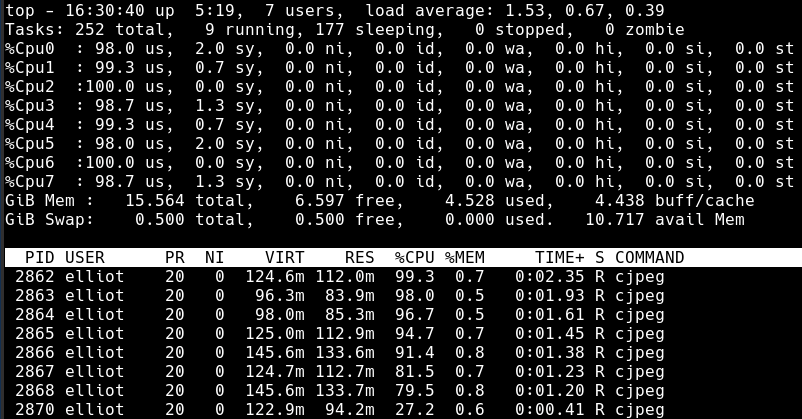 top - 16:30:40 up  5:19,  7 users,  load average: 1.53, 0.67, 0.39
Tasks: 252 total,   9 running, 177 sleeping,   0 stopped,   0 zombie
%Cpu0  : 98.0 us,  2.0 sy,  0.0 ni,  0.0 id,  0.0 wa,  0.0 hi,  0.0 si,  0.0 st
%Cpu1  : 99.3 us,  0.7 sy,  0.0 ni,  0.0 id,  0.0 wa,  0.0 hi,  0.0 si,  0.0 st
%Cpu2  :100.0 us,  0.0 sy,  0.0 ni,  0.0 id,  0.0 wa,  0.0 hi,  0.0 si,  0.0 st
%Cpu3  : 98.7 us,  1.3 sy,  0.0 ni,  0.0 id,  0.0 wa,  0.0 hi,  0.0 si,  0.0 st
%Cpu4  : 99.3 us,  0.7 sy,  0.0 ni,  0.0 id,  0.0 wa,  0.0 hi,  0.0 si,  0.0 st
%Cpu5  : 98.0 us,  2.0 sy,  0.0 ni,  0.0 id,  0.0 wa,  0.0 hi,  0.0 si,  0.0 st
%Cpu6  :100.0 us,  0.0 sy,  0.0 ni,  0.0 id,  0.0 wa,  0.0 hi,  0.0 si,  0.0 st
%Cpu7  : 98.7 us,  1.3 sy,  0.0 ni,  0.0 id,  0.0 wa,  0.0 hi,  0.0 si,  0.0 st
GiB Mem :   15.564 total,    6.597 free,    4.528 used,    4.438 buff/cache
GiB Swap:    0.500 total,    0.500 free,    0.000 used.   10.717 avail Mem
  PID USER      PR  NI    VIRT    RES  %CPU %MEM     TIME+ S COMMAND
 2862 elliot    20   0  124.6m 112.0m  99.3  0.7   0:02.35 R cjpeg
 2863 elliot    20   0   96.3m  83.9m  98.0  0.5   0:01.93 R cjpeg
 2864 elliot    20   0   98.0m  85.3m  96.7  0.5   0:01.61 R cjpeg
 2865 elliot    20   0  125.0m 112.9m  94.7  0.7   0:01.45 R cjpeg
 2866 elliot    20   0  145.6m 133.6m  91.4  0.8   0:01.38 R cjpeg
 2867 elliot    20   0  124.7m 112.7m  81.5  0.7   0:01.23 R cjpeg
 2868 elliot    20   0  145.6m 133.7m  79.5  0.8   0:01.20 R cjpeg
 2870 elliot    20   0  122.9m  94.2m  27.2  0.6   0:00.41 R cjpeg